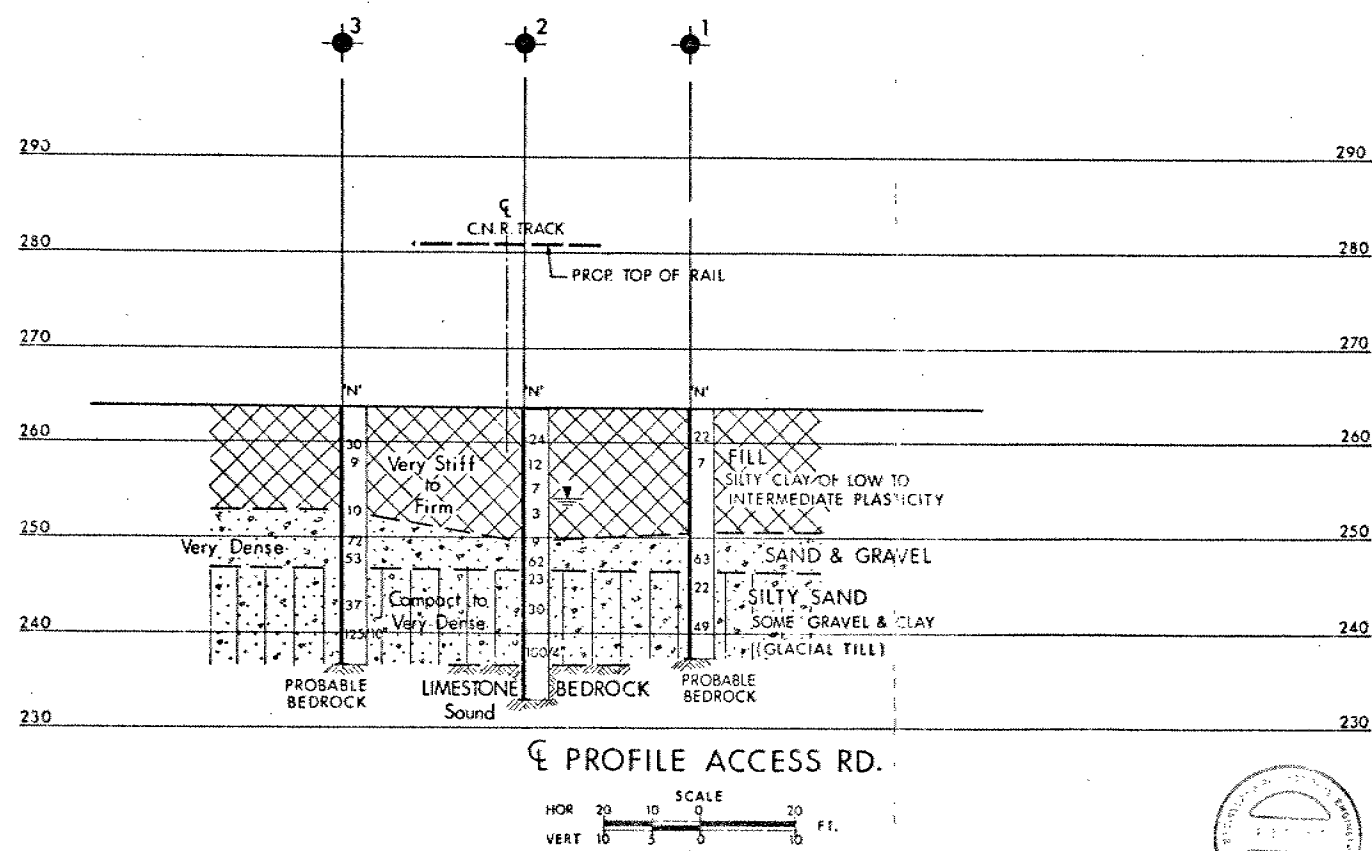 3 2 1
290 290
℄
C.N.R. TRACK
280 280
PROP. TOP OF RAIL
270 270
'N' 'N' 'N'
260 260
30 24 22
9 12 7
7
10 3
72 9 63
53 62
23 22
37 30
125/10" 49
100/4"
Very Stiff
to
Firm
FILL
SILTY CLAY OF LOW TO
INTERMEDIATE PLASTICITY
250 250
Very Dense
SAND & GRAVEL
Compact to
Very Dense
SILTY SAND
SOME GRAVEL & CLAY
(GLACIAL TILL)
240 240
PROBABLE
BEDROCK
LIMESTONE BEDROCK
Sound
PROBABLE
BEDROCK
230 230
℄ PROFILE ACCESS RD.
SCALE
HOR 20 10 0 20
FT.
VERT 10 5 0 10